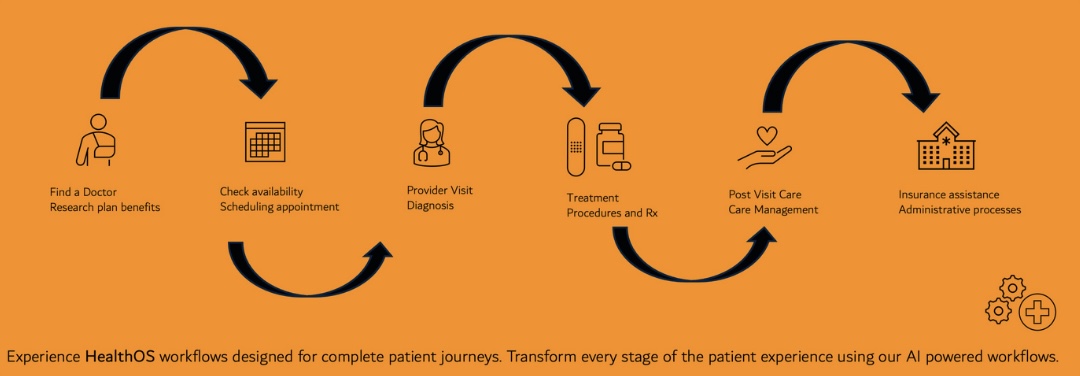 Find a Doctor
Research plan benefits
Check availability
Scheduling appointment
Provider Visit
Diagnosis
Treatment
Procedures and Rx
Post Visit Care
Care Management
Insurance assistance
Administrative processes
Experience HealthOS workflows designed for complete patient journeys. Transform every stage of the patient experience using our AI powered workflows.